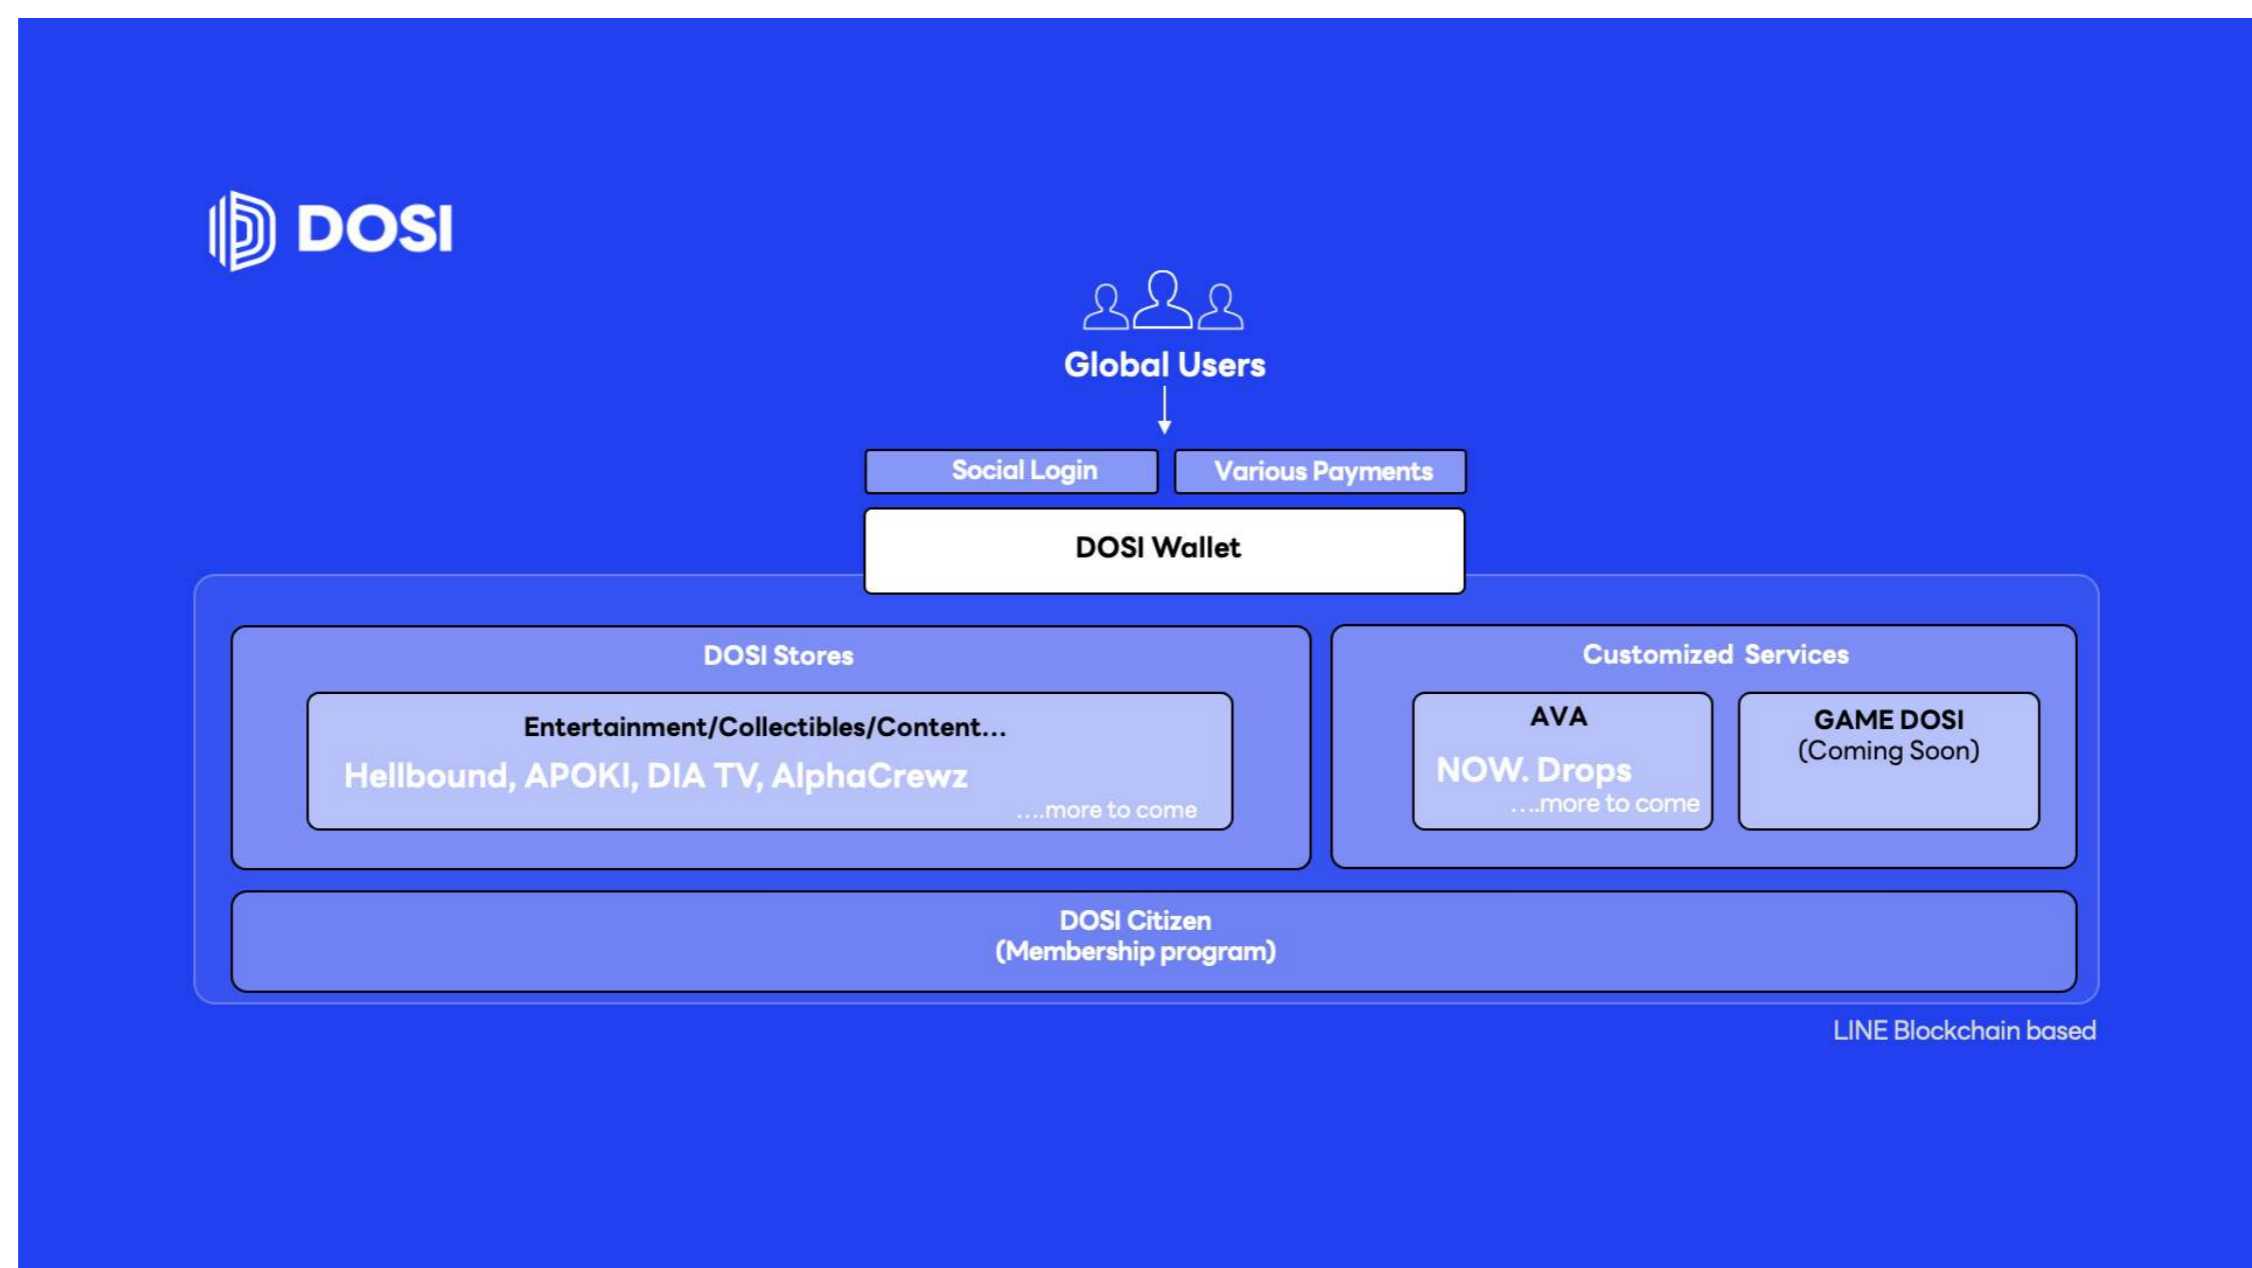 DOSI
Global Users
Social Login
Various Payments
DOSI Wallet
DOSI Stores
Entertainment/Collectibles/Content...
Hellbound, APOKI, DIA TV, AlphaCrewz
....more to come
Customized Services
AVA
NOW. Drops
....more to come
GAME DOSI
(Coming Soon)
DOSI Citizen
(Membership program)
LINE Blockchain based